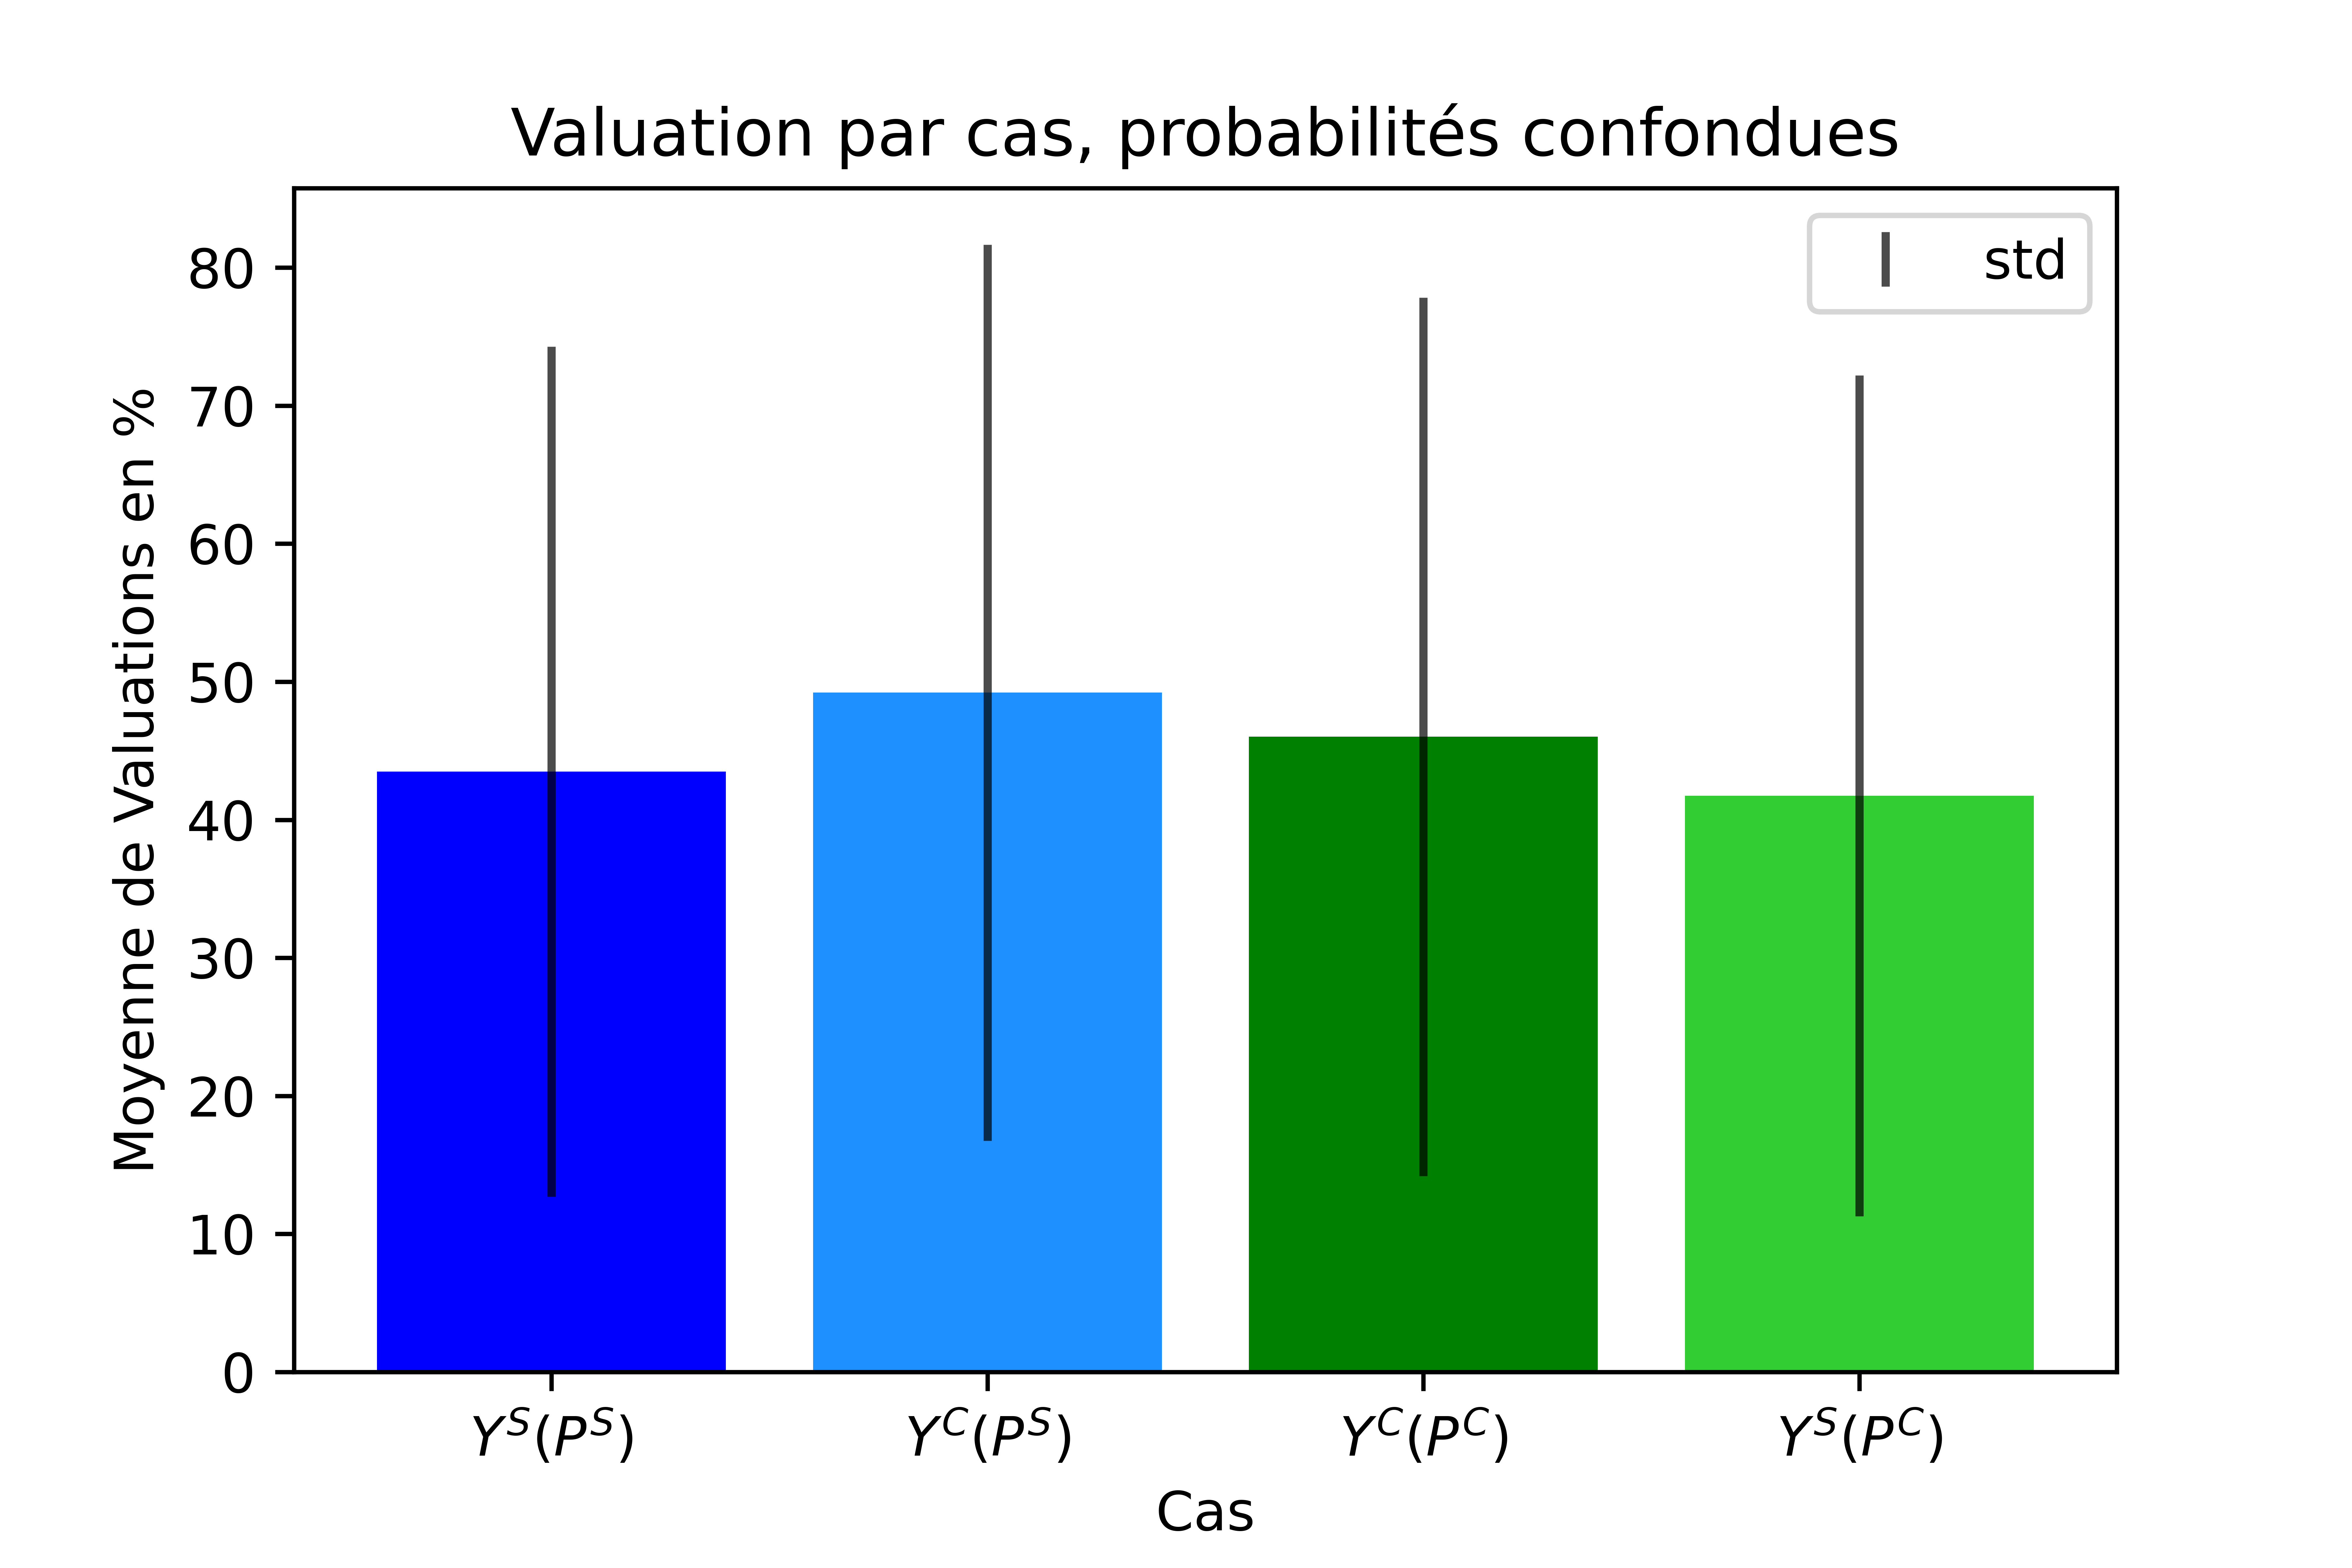 Valuation par cas, probabilités confondues
std
Moyenne de Valuations en %
80
70
60
50
40
30
20
10
0
Y^S(P^S) Y^C(P^S) Y^C(P^C) Y^S(P^C)
Cas